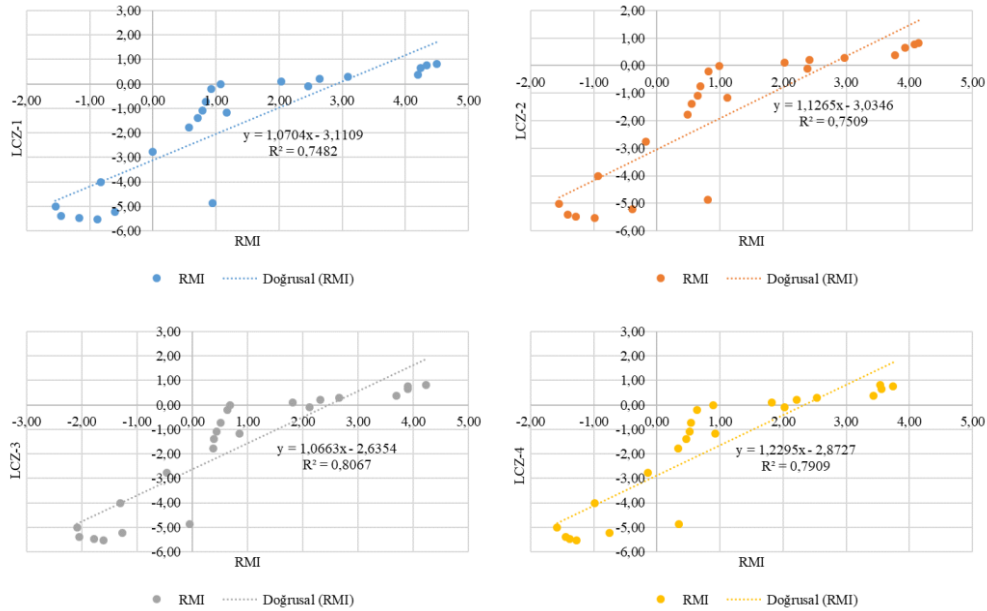 5,00
4,00
3,00
2,00
1,00
0,00
-1,00
-2,00
-3,00
-4,00
-5,00
-6,00
-2,00 0,00 1,00 2,00 3,00 4,00 5,00
LCZ-1
y = 1,0704x - 3,1109
R² = 0,7482
RMI
RMI Doğrusal (RMI)
2,00
1,00
0,00
-1,00
-2,00
-3,00
-4,00
-5,00
-6,00
-2,00 -1,00 0,00 1,00 2,00 3,00 4,00 5,00
LCZ-2
y = 1,1265x - 3,0346
R² = 0,7509
RMI
RMI Doğrusal (RMI)
3,00
2,00
1,00
0,00
-1,00
-2,00
-3,00
-4,00
-5,00
-6,00
-3,00 -2,00 -1,00 0,00 1,00 2,00 3,00 4,00 5,00
LCZ-3
y = 1,0663x - 2,6354
R² = 0,8067
RMI
RMI Doğrusal (RMI)
3,00
2,00
1,00
0,00
-1,00
-2,00
-3,00
-4,00
-5,00
-6,00
-2,00 -1,00 0,00 1,00 2,00 3,00 4,00 5,00
LCZ-4
y = 1,2295x - 2,8727
R² = 0,7909
RMI
RMI Doğrusal (RMI)